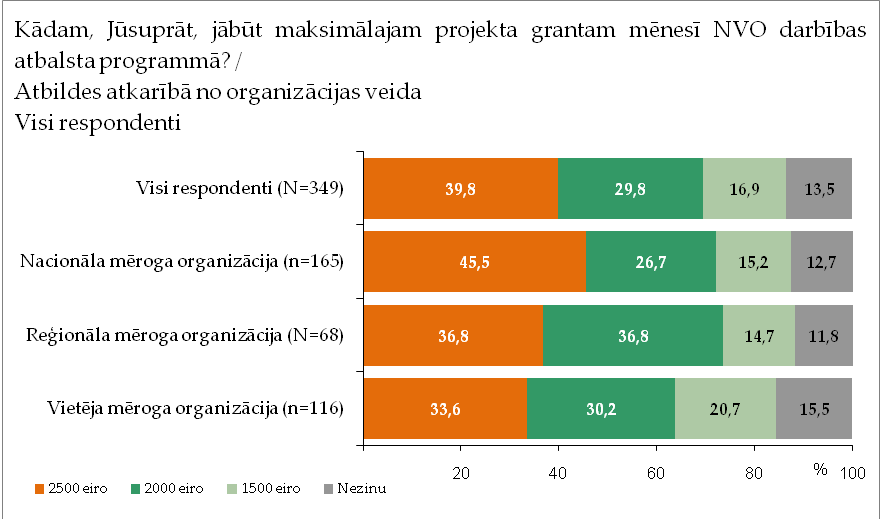 Kādam, Jūsuprāt, jābūt maksimālajam projekta grantam mēnesī NVO darbības
atbalsta programmā? /
Atbildes atkarībā no organizācijas veida
Visi respondenti
Visi respondenti (N=349)
39,8
29,8
16,9
13,5
Nacionāla mēroga organizācija (n=165)
45,5
26,7
15,2
12,7
Reģionāla mēroga organizācija (N=68)
36,8
36,8
14,7
11,8
Vietēja mēroga organizācija (n=116)
33,6
30,2
20,7
15,5
20
40
60
80
%
100
2500 eiro
2000 eiro
1500 eiro
Nezinu